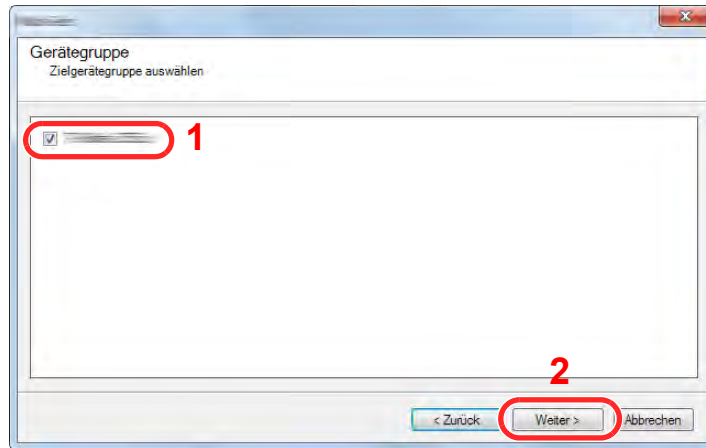 Gerätegruppe
Zielgerätegruppe auswählen
1
2
< Zurück Weiter > Abbrechen